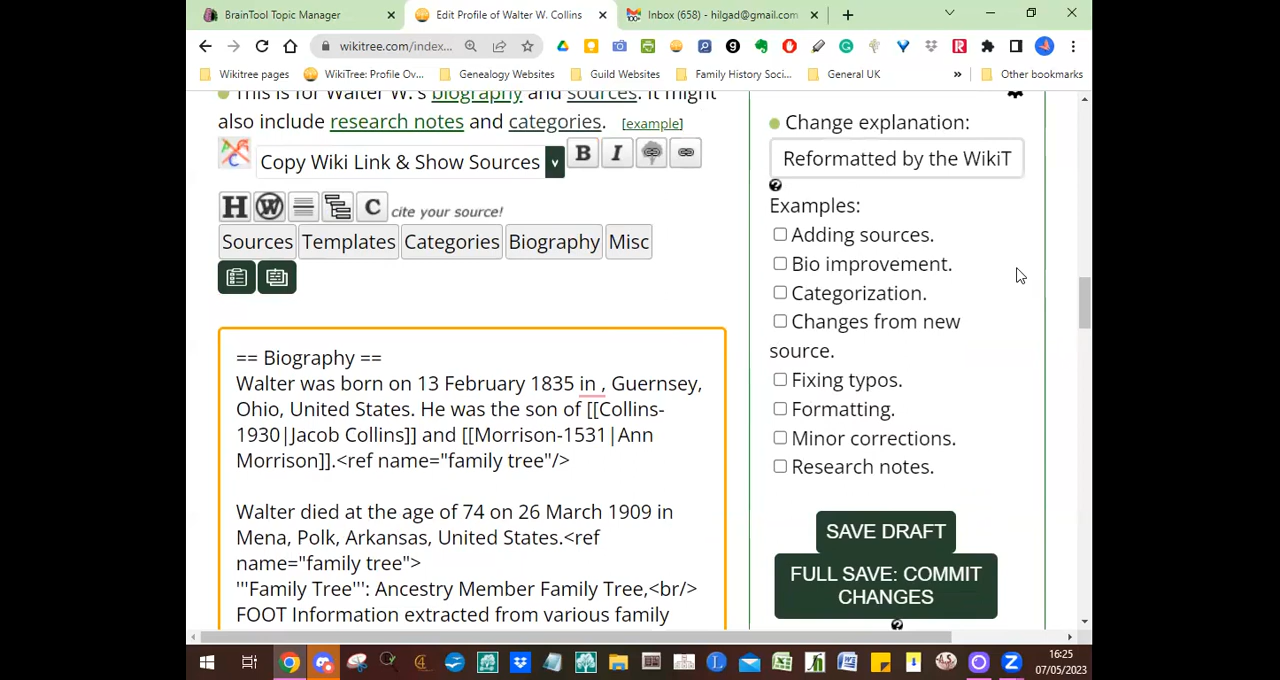 BrainTool Topic Manager
Edit Profile of Walter W. Collins
Inbox (658) - hilgad@gmail.com
wikitree.com/index...
Wikitree pages
WikiTree: Profile Ov...
Genealogy Websites
Guild Websites
Family History Soci...
General UK
»
Other bookmarks
This is for Walter W.'s biography and sources. It might
also include research notes and categories. [example]
Copy Wiki Link & Show Sources
B I
H W C cite your source!
Sources Templates Categories Biography Misc
== Biography ==
Walter was born on 13 February 1835 in , Guernsey,
Ohio, United States. He was the son of [[Collins-
1930|Jacob Collins]] and [[Morrison-1531|Ann
Morrison]].<ref name="family tree"/>
Walter died at the age of 74 on 26 March 1909 in
Mena, Polk, Arkansas, United States.<ref
name="family tree">
'''Family Tree''': Ancestry Member Family Tree,<br/>
FOOT Information extracted from various family
Change explanation:
Reformatted by the WikiT
?
Examples:
Adding sources.
Bio improvement.
Categorization.
Changes from new
source.
Fixing typos.
Formatting.
Minor corrections.
Research notes.
SAVE DRAFT
FULL SAVE: COMMIT
CHANGES
?
16:25
07/05/2023